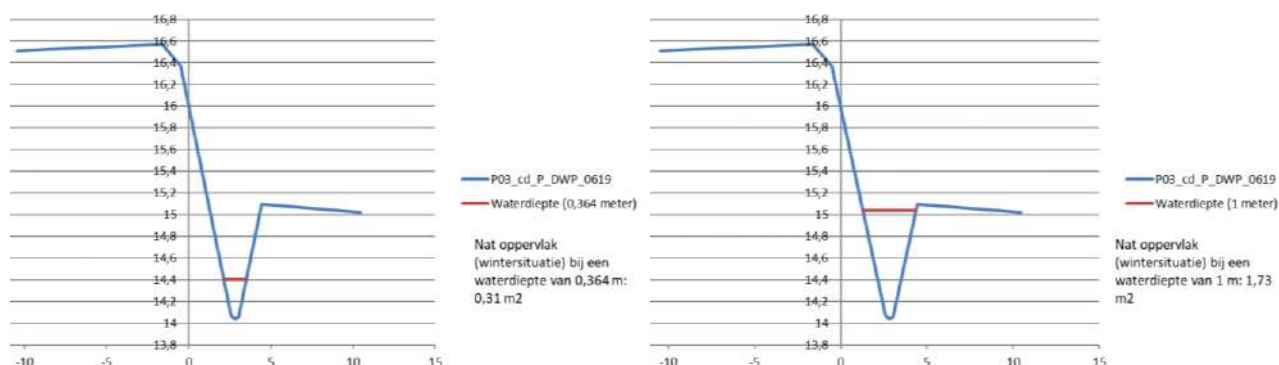 16,8
16,6
16,4
16,2
16
15,8
15,6
15,4
15,2
15
14,8
14,6
14,4
14,2
14
13,8
-10 -5 0 5 10 15
P03_cd_P_DWP_0619
Waterdiepte (0,364 meter)
Nat oppervlak
(wintersituatie) bij een
waterdiepte van 0,364 m:
0,31 m2
16,8
16,6
16,4
16,2
16
15,8
15,6
15,4
15,2
15
14,8
14,6
14,4
14,2
14
13,8
-10 -5 0 5 10 15
P03_cd_P_DWP_0619
Waterdiepte (1 meter)
Nat oppervlak
(wintersituatie) bij een
waterdiepte van 1 m: 1,73
m2